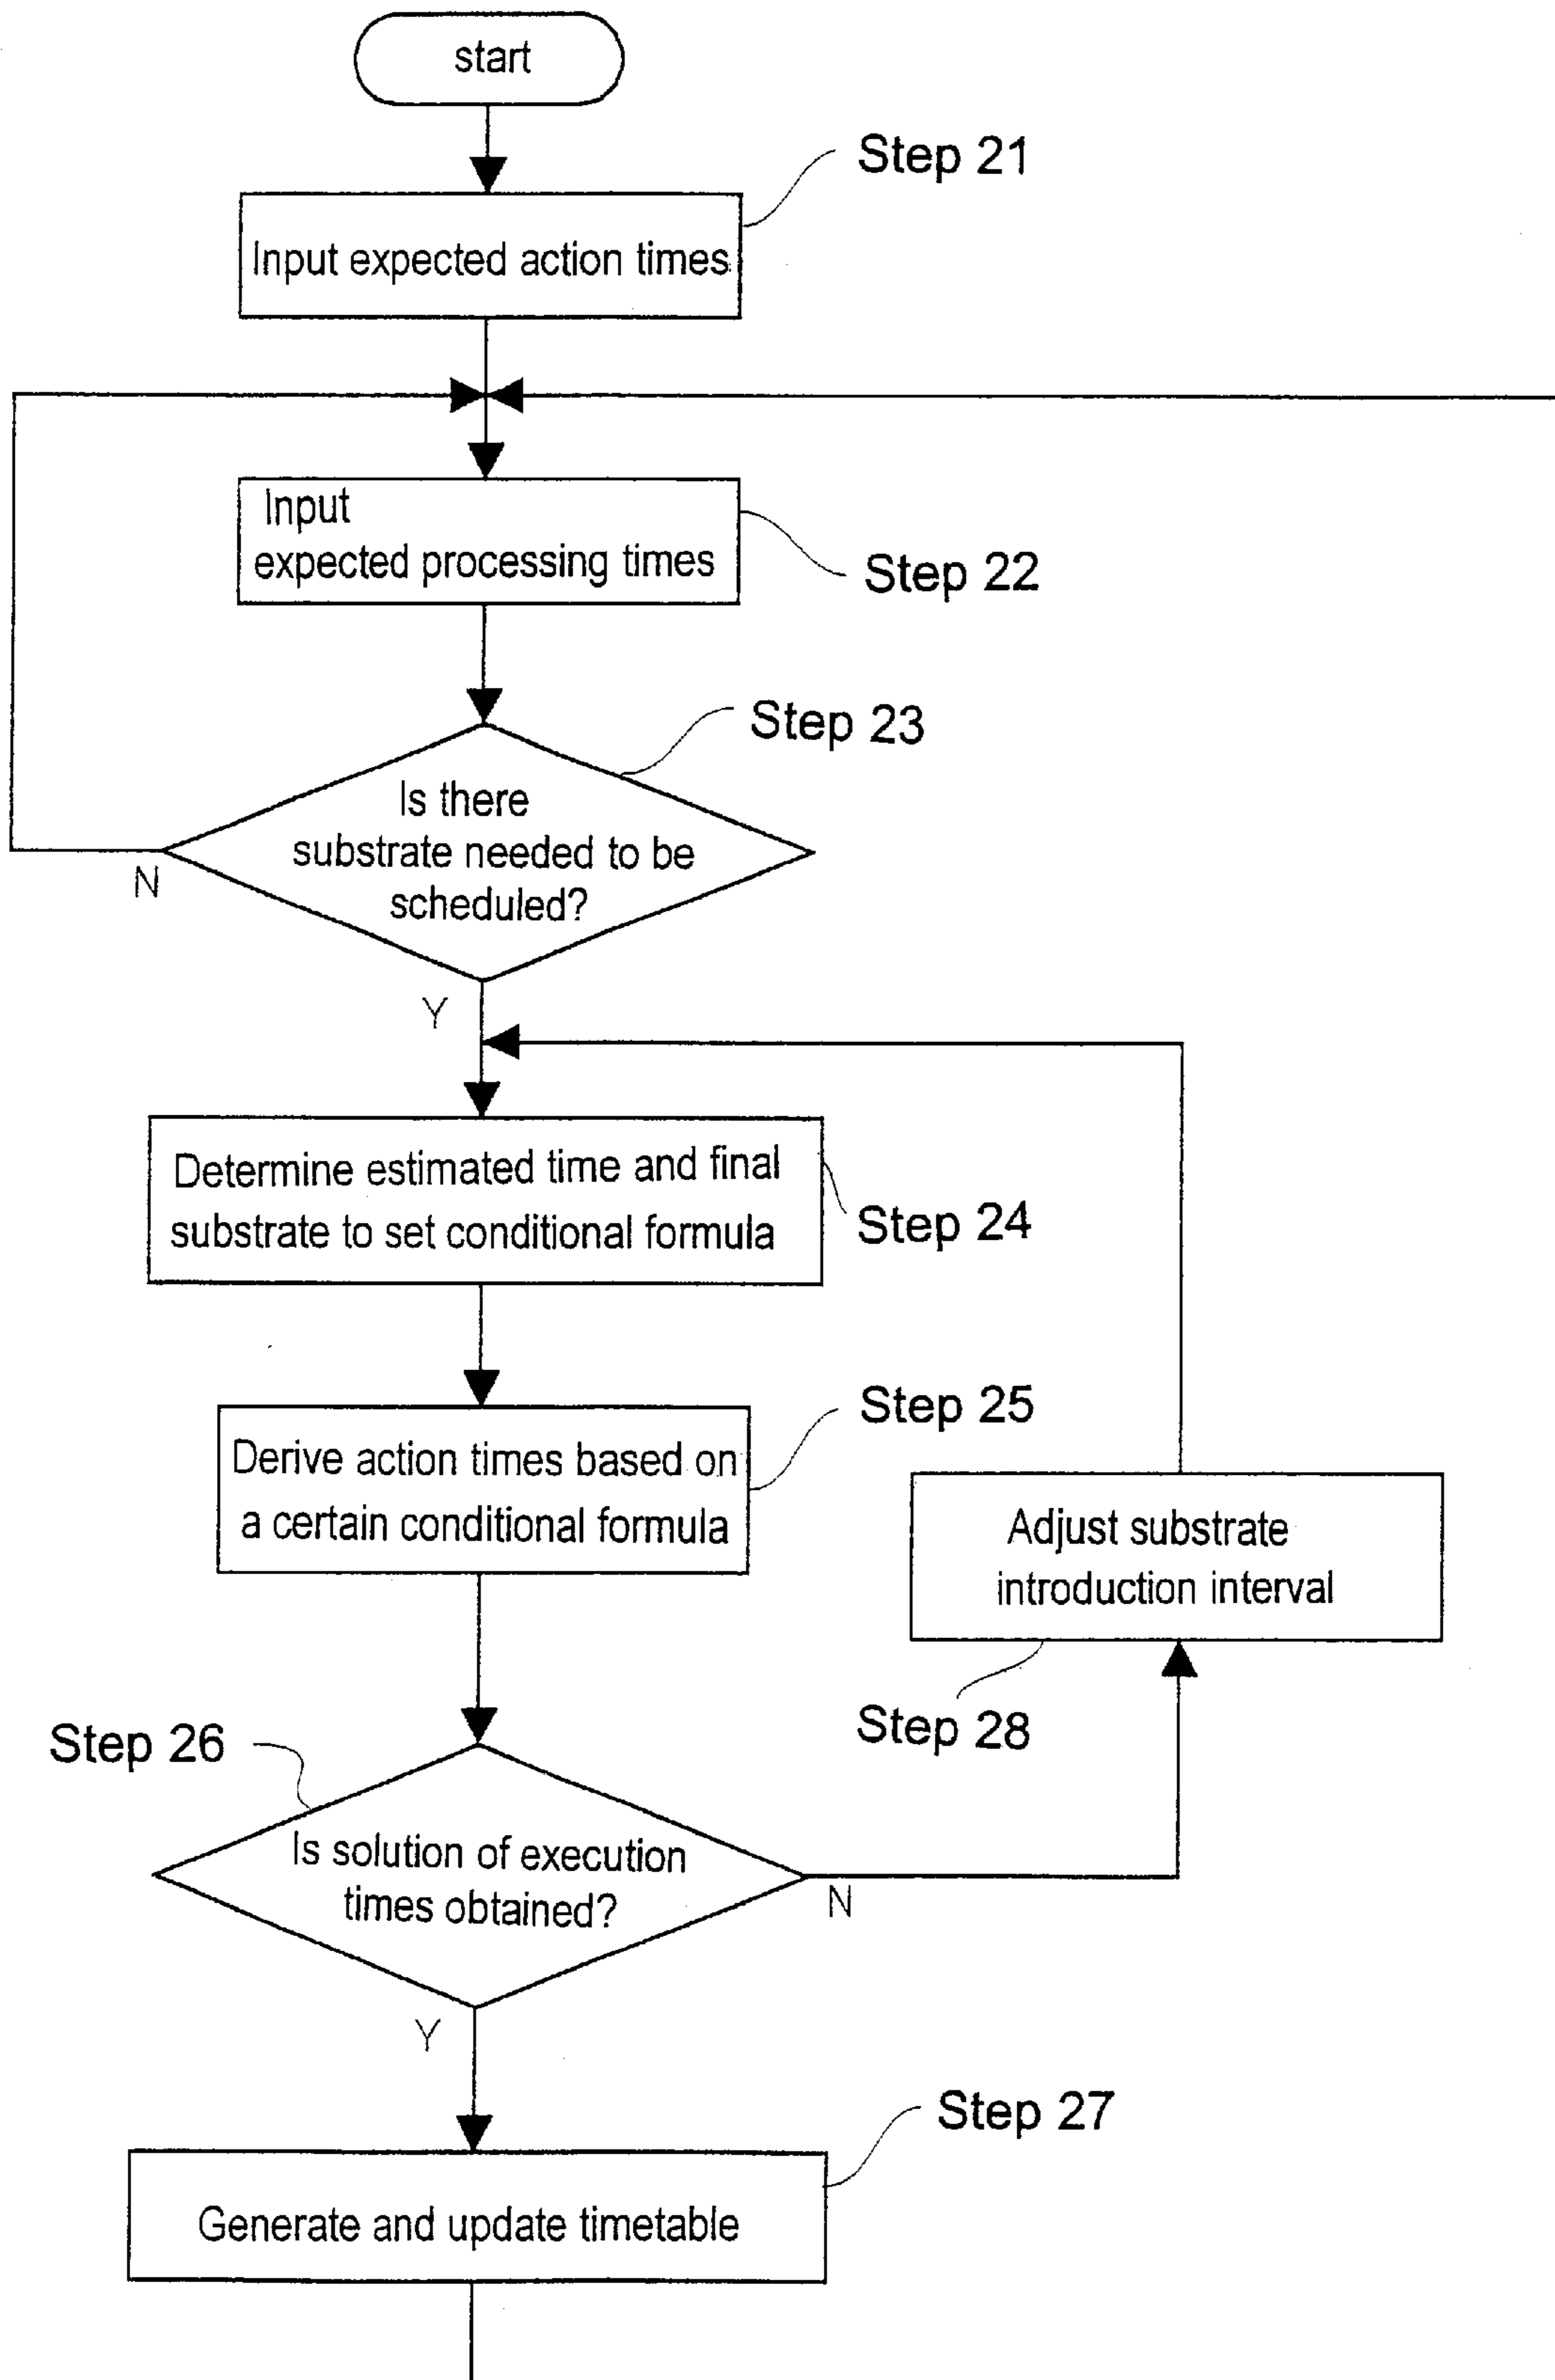 start
Step 21
Input expected action times
Input
expected processing times
Step 22
Step 23
Is there
substrate needed to be
scheduled?
N
Y
Determine estimated time and final
substrate to set conditional formula
Step 24
Step 25
Derive action times based on
a certain conditional formula
Adjust substrate
introduction interval
Step 28
Step 26
Is solution of execution
times obtained?
N
Y
Step 27
Generate and update timetable